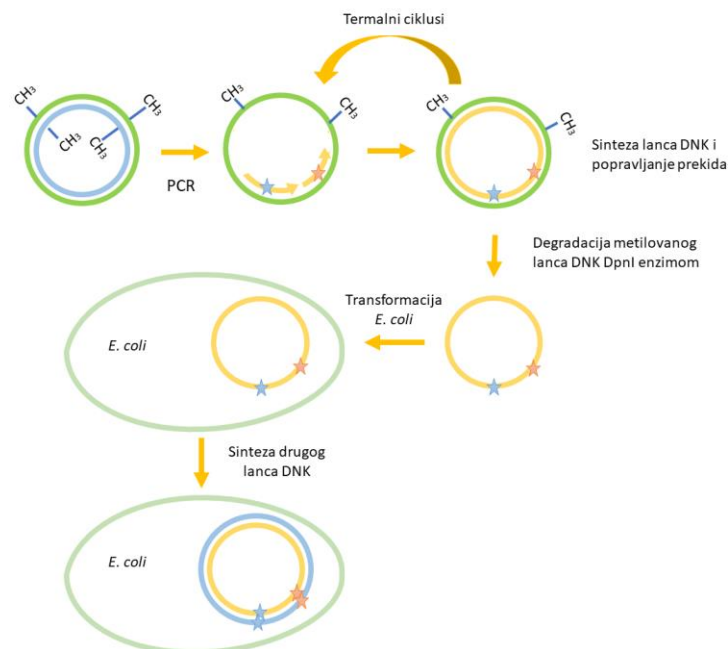 Termalni ciklusi
CH3
CH3
CH3
CH3
PCR
CH3
CH3
CH3
CH3
Sinteza lanca DNK i
popravljanje prekida
Degradacija metilovanog
lanca DNK DpnI enzimom
Transformacija
E. coli
E. coli
Sinteza drugog
lanca DNK
E. coli